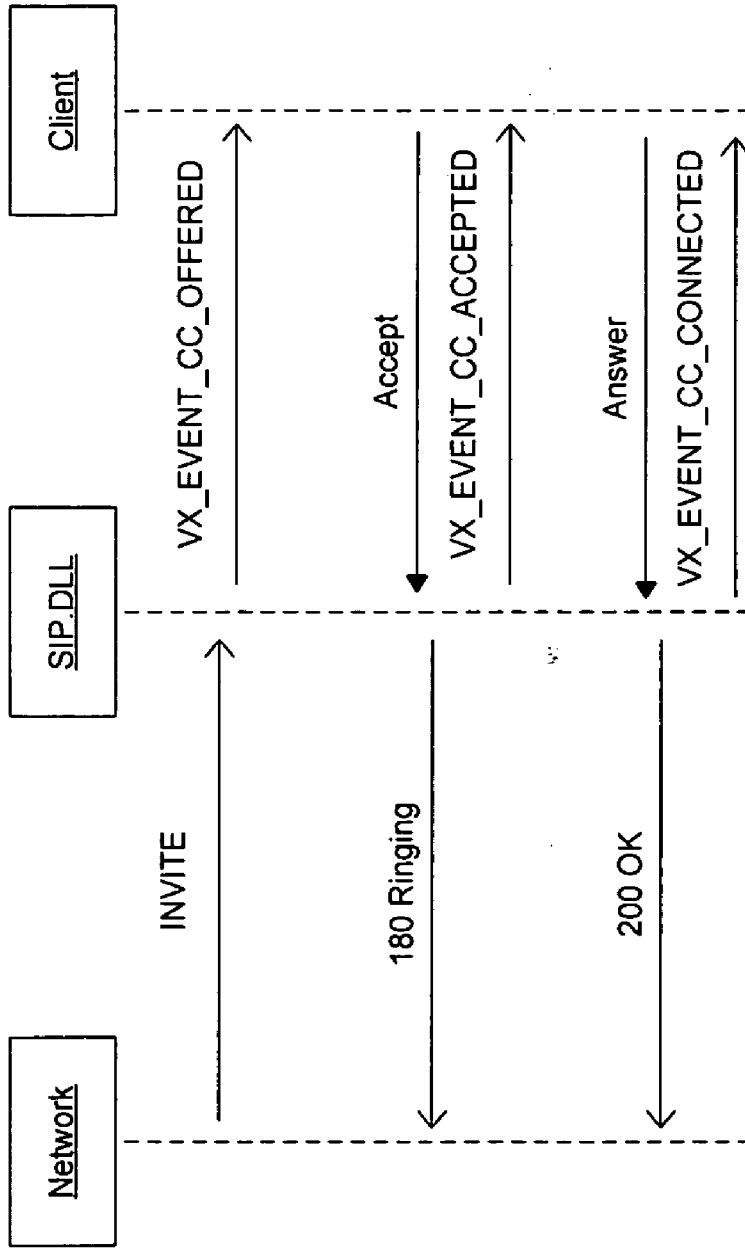 Network
SIP.DLL
Client
INVITE
VX_EVENT_CC_OFFERED
180 Ringing
Accept
VX_EVENT_CC_ACCEPTED
200 OK
Answer
VX_EVENT_CC_CONNECTED